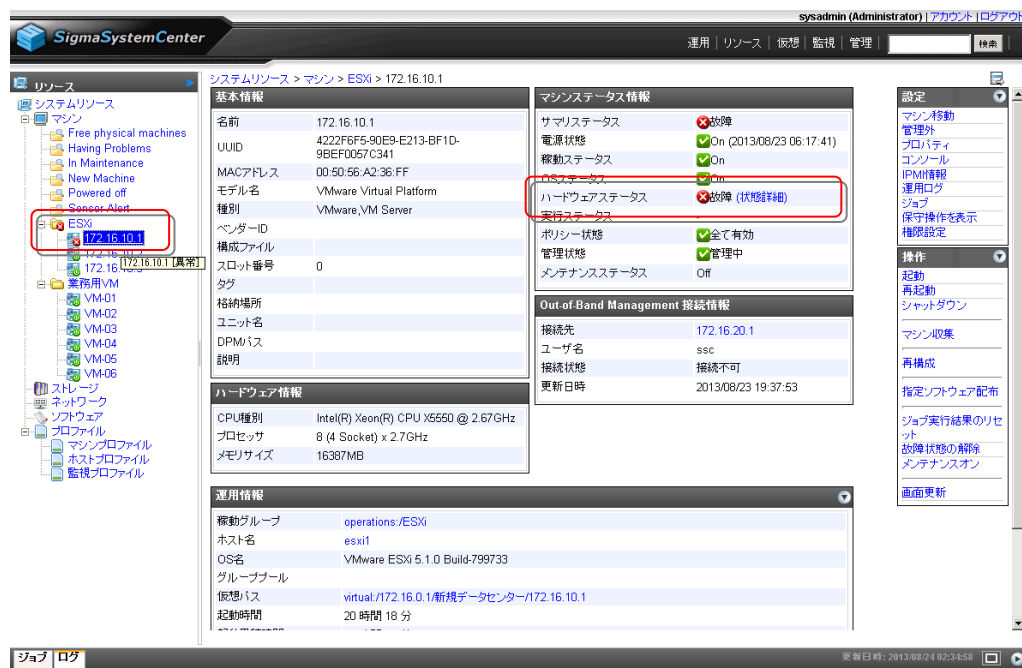 sysadmin (Administrator) | アカウント | ログアウト
SigmaSystemCenter
運用 | リソース | 仮想 | 監視 | 管理 | 検索
リソース
システムリソース
マシン
Free physical machines
Having Problems
In Maintenance
New Machine
Powered off
Sensor Alert
ESXi
172.16.10.1
172.16.10.2
172.16.10.3
172.16.10.1 [異常]
業務用VM
VM-01
VM-02
VM-03
VM-04
VM-05
VM-06
ストレージ
ネットワーク
ソフトウェア
プロファイル
マシンプロファイル
ホストプロファイル
監視プロファイル
システムリソース > マシン > ESXi > 172.16.10.1
基本情報
名前 172.16.10.1
UUID 4222F6F5-90E9-E213-BF1D-
9BEEF0057C341
MACアドレス 00:50:56:A2:36:FF
モデル名 VMware Virtual Platform
種別 VMware,VM Server
ベンダーID
構成ファイル
スロット番号 0
タグ
格納場所
ユニット名
DPMパス
説明
ハードウェア情報
CPU種別 Intel(R) Xeon(R) CPU X5550 @ 2.67GHz
プロセッサ 8 (4 Socket) x 2.7GHz
メモリサイズ 16387MB
マシンステータス情報
サマリステータス 故障
電源状態 On (2013/08/23 06:17:41)
稼動ステータス On
OSステータス On
ハードウェアステータス 故障 (状態詳細)
実行ステータス -
ポリシー状態 全て有効
管理状態 管理中
メンテナンスステータス Off
Out-of-Band Management 接続情報
接続先 172.16.20.1
ユーザ名 ssc
接続状態 接続不可
更新日時 2013/08/23 19:37:53
運用情報
稼動グループ operations:/ESXi
ホスト名 esxi1
OS名 VMware ESXi 5.1.0 Build-799733
グループプール
仮想パス virtual:/172.16.0.1/新規データセンター/172.16.10.1
起動時間 20 時間 18 分
設定
マシン移動
管理外
プロパティ
コンソール
IPMI情報
運用ログ
ジョブ
保守操作を表示
権限設定
操作
起動
再起動
シャットダウン
マシン収集
再構成
指定ソフトウェア配布
ジョブ実行結果のリセ
ット
故障状態の解除
メンテナンスオン
画面更新
ジョブ ログ
更新日時 : 2013/08/24 02:34:58